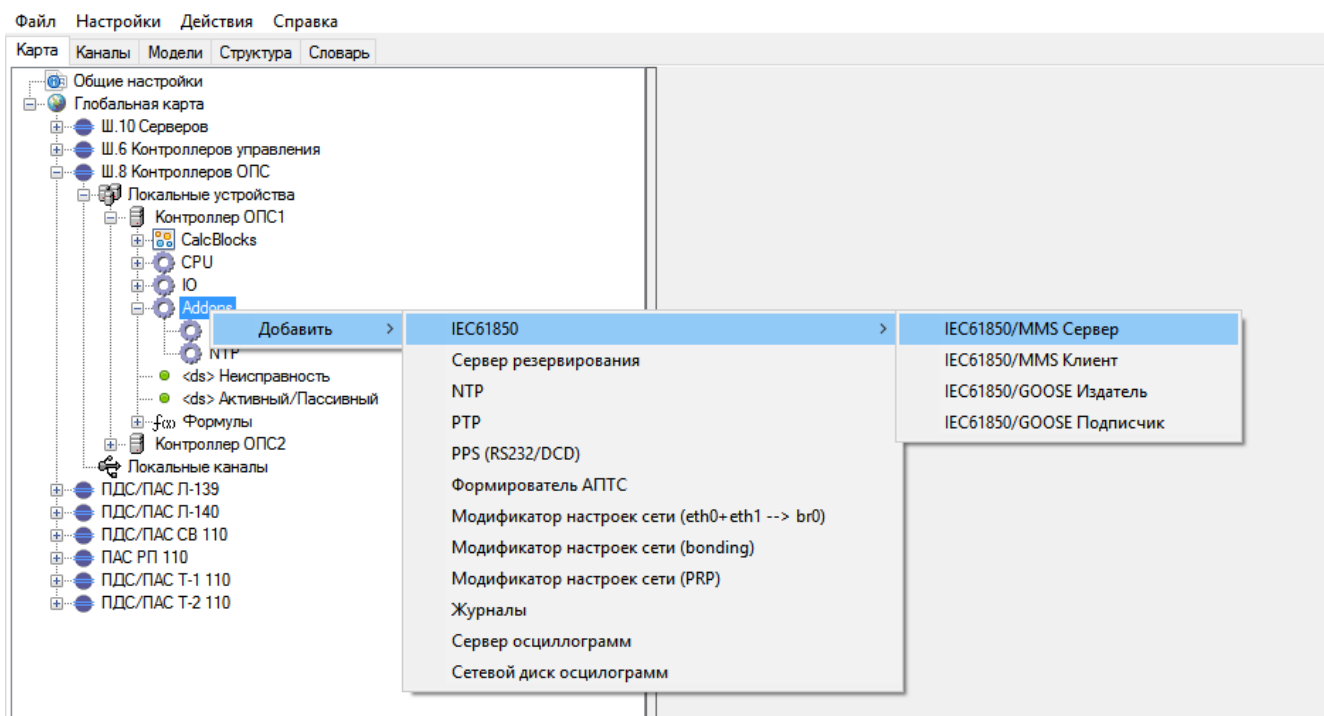 Файл Настройки Действия Справка
Карта Каналы Модели Структура Словарь
Общие настройки
Глобальная карта
Ш.10 Серверов
Ш.6 Контроллеров управления
Ш.8 Контроллеров ОПС
Локальные устройства
Контроллер ОПС1
CalcBlocks
CPU
IO
Addons
NTP
<ds> Неисправность
<ds> Активный/Пассивный
f(x) Формулы
Контроллер ОПС2
Локальные каналы
ПДС/ПАС Л-139
ПДС/ПАС Л-140
ПДС/ПАС СВ 110
ПАС РП 110
ПДС/ПАС Т-1 110
ПДС/ПАС Т-2 110
Добавить >
IEC61850 >
Сервер резервирования
NTP
PTP
PPS (RS232/DCD)
Формирователь АПТС
Модификатор настроек сети (eth0+eth1 --> br0)
Модификатор настроек сети (bonding)
Модификатор настроек сети (PRP)
Журналы
Сервер осциллограмм
Сетевой диск осцилограмм
IEC61850/MMS Сервер
IEC61850/MMS Клиент
IEC61850/GOOSE Издатель
IEC61850/GOOSE Подписчик